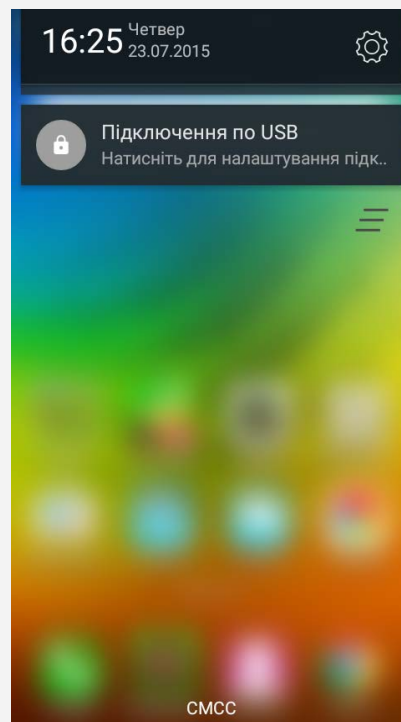 16:25 Четвер
23.07.2015
Підключення по USB
Натисніть для налаштування підк..
CMCC